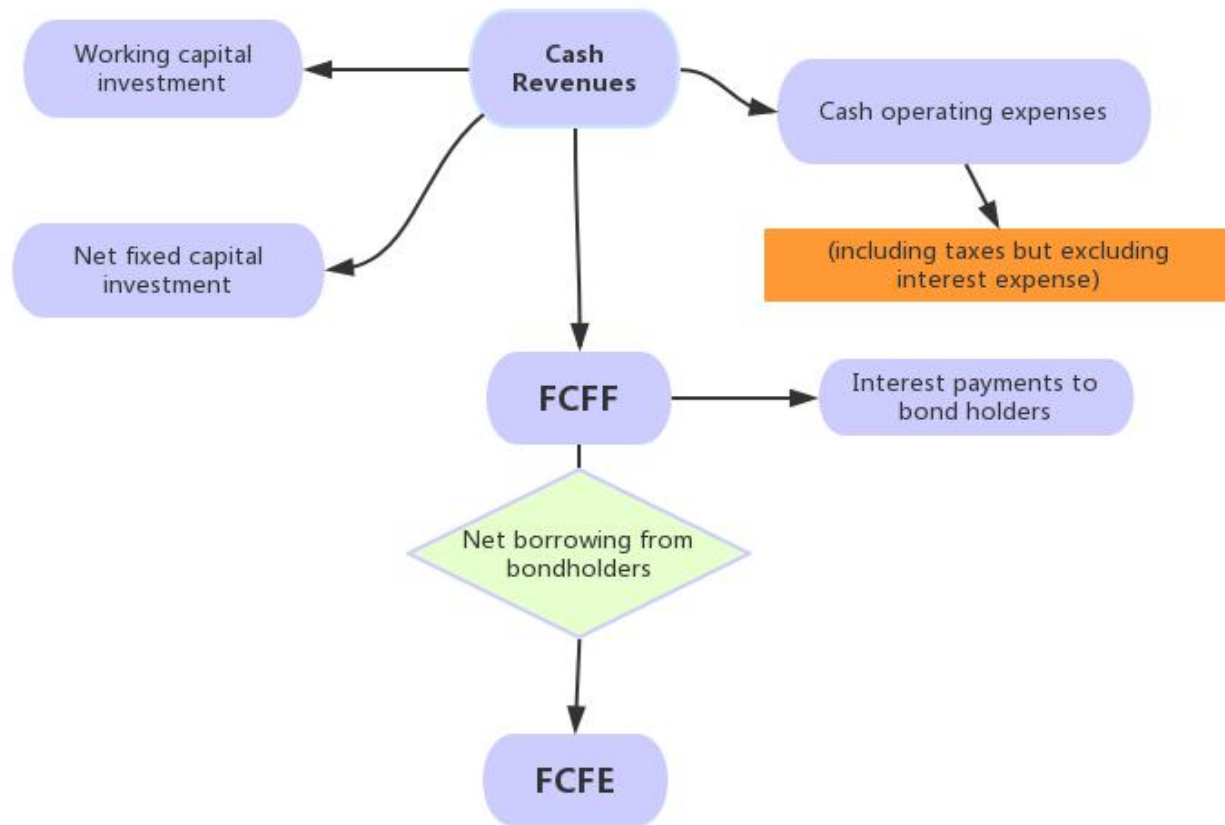 Working capital
investment
Cash
Revenues
Cash operating expenses
Net fixed capital
investment
(including taxes but excluding
interest expense)
FCFF
Interest payments to
bond holders
Net borrowing from
bondholders
FCFE